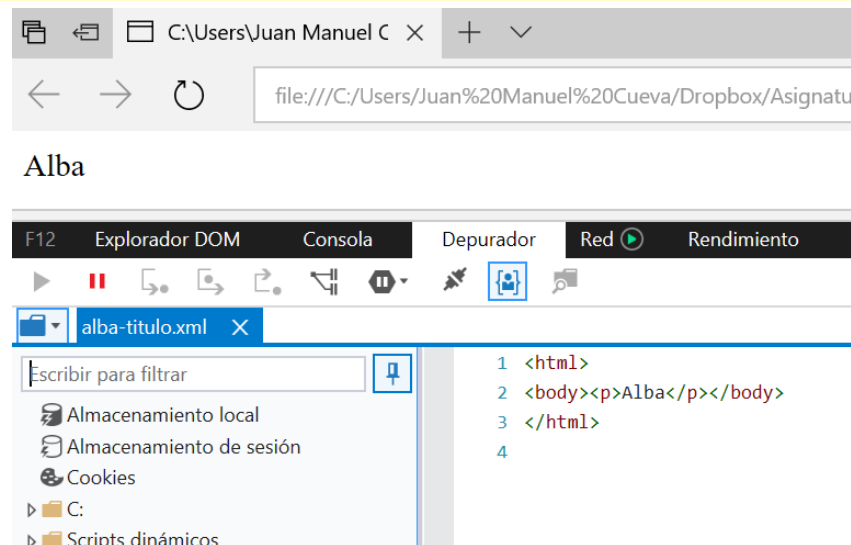 C:\Users\Juan Manuel C
file:///C:/Users/Juan%20Manuel%20Cueva/Dropbox/Asignatu
Alba
F12 Explorador DOM Consola Depurador Red Rendimiento
alba-titulo.xml
Escribir para filtrar
Almacenamiento local
Almacenamiento de sesión
Cookies
C:
Scripts dinámicos
1 <html>
2 <body><p>Alba</p></body>
3 </html>
4